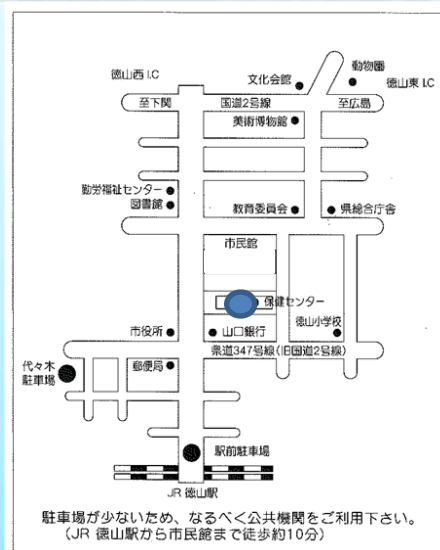 徳山西 I.C
文化会館
動物園
徳山東 I.C
至下関
国道2号線
至広島
美術博物館
勤労福祉センター
図書館
教育委員会
県総合庁舎
市民館
保健センター
徳山小学校
市役所
山口銀行
県道347号線(旧国道2号線)
代々木
駐車場
郵便局
駅前駐車場
JR 徳山駅
駐車場が少ないため、なるべく公共機関をご利用下さい。
（JR 徳山駅から市民館まで徒歩約10分）